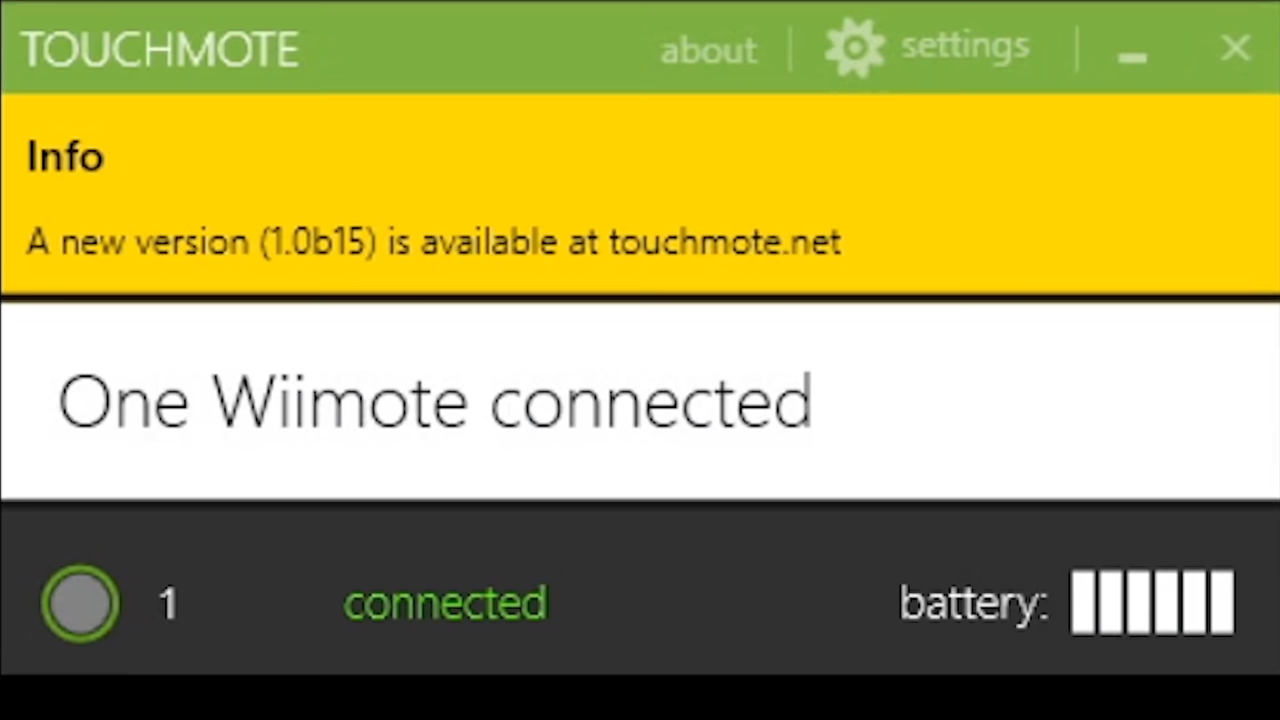 TOUCHMOTE about settings
Info
A new version (1.0b15) is available at touchmote.net
One Wiimote connected
1 connected battery: